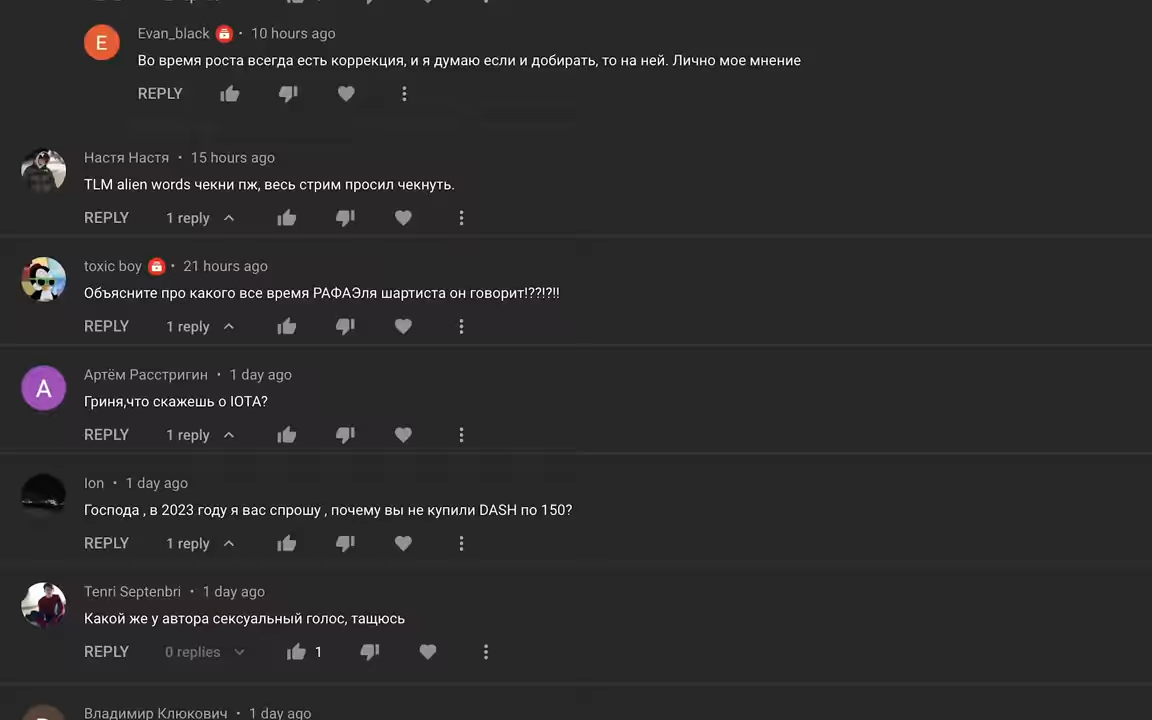 Evan_black • 10 hours ago
Во время роста всегда есть коррекция, и я думаю если и добирать, то на ней. Лично мое мнение
REPLY
Настя Настя • 15 hours ago
TLM alien words чекни пж, весь стрим просил чекнуть.
REPLY 1 reply
toxic boy • 21 hours ago
Объясните про какого все время РАФАЭля шартиста он говорит!??!?!!
REPLY 1 reply
A
Артём Расстригин • 1 day ago
Гриня,что скажешь о IOTA?
REPLY 1 reply
Ion • 1 day ago
Господа , в 2023 году я вас спрошу , почему вы не купили DASH по 150?
REPLY 1 reply
Tenri Septenbri • 1 day ago
Какой же у автора сексуальный голос, тащюсь
REPLY 0 replies 1
Владимир Клюкович • 1 day ago